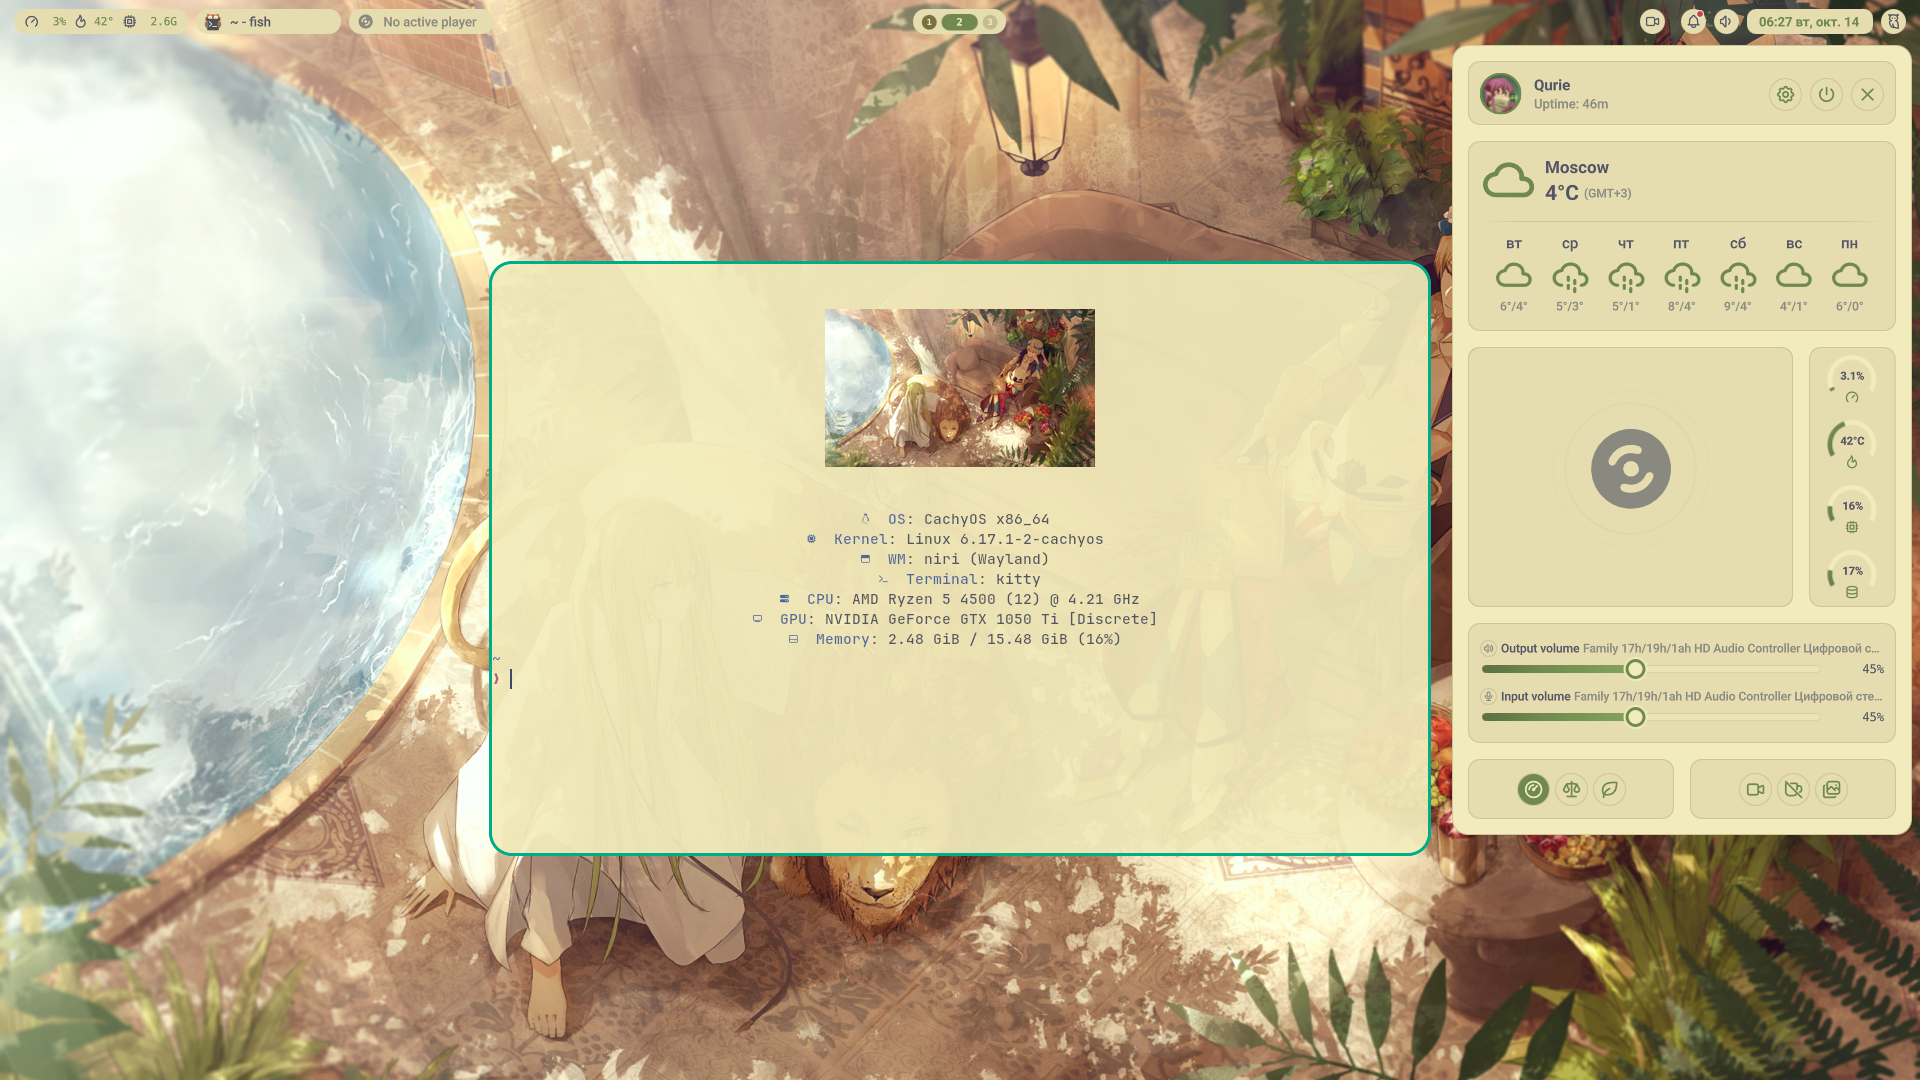 3% 42° 2.6G ~ - fish No active player 1 2 3 06:27 вт, окт. 14
Qurie
Uptime: 46m
Moscow
4°C (GMT+3)
вт ср чт пт сб вс пн
6°/4° 5°/3° 5°/1° 8°/4° 9°/4° 4°/1° 6°/0°
3.1%
42°C
16%
17%
Output volume Family 17h/19h/1ah HD Audio Controller Цифровой с…
45%
Input volume Family 17h/19h/1ah HD Audio Controller Цифровой сте…
45%
OS: CachyOS x86_64
Kernel: Linux 6.17.1-2-cachyos
WM: niri (Wayland)
Terminal: kitty
CPU: AMD Ryzen 5 4500 (12) @ 4.21 GHz
GPU: NVIDIA GeForce GTX 1050 Ti [Discrete]
Memory: 2.48 GiB / 15.48 GiB (16%)
~
❯